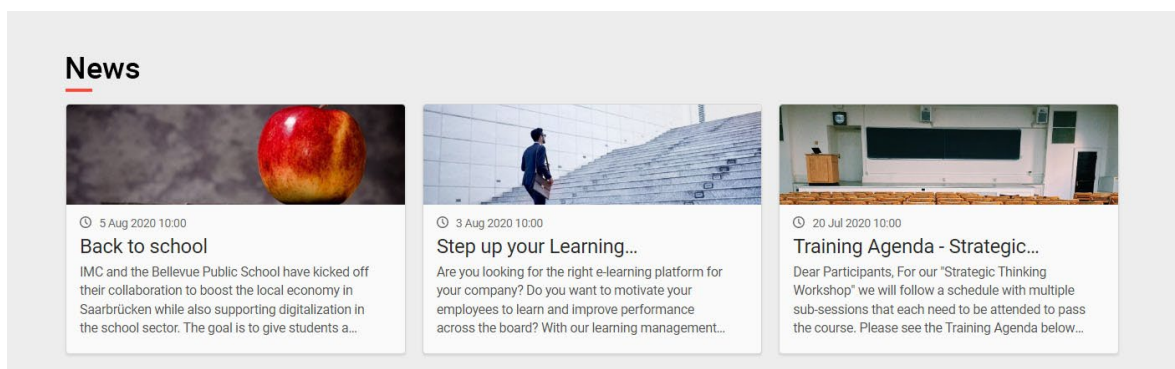 News
5 Aug 2020 10:00
Back to school
IMC and the Bellevue Public School have kicked off
their collaboration to boost the local economy in
Saarbrücken while also supporting digitalization in
the school sector. The goal is to give students a...
3 Aug 2020 10:00
Step up your Learning...
Are you looking for the right e-learning platform for
your company? Do you want to motivate your
employees to learn and improve performance
across the board? With our learning management...
20 Jul 2020 10:00
Training Agenda - Strategic...
Dear Participants, For our "Strategic Thinking
Workshop" we will follow a schedule with multiple
sub-sessions that each need to be attended to pass
the course. Please see the Training Agenda below...